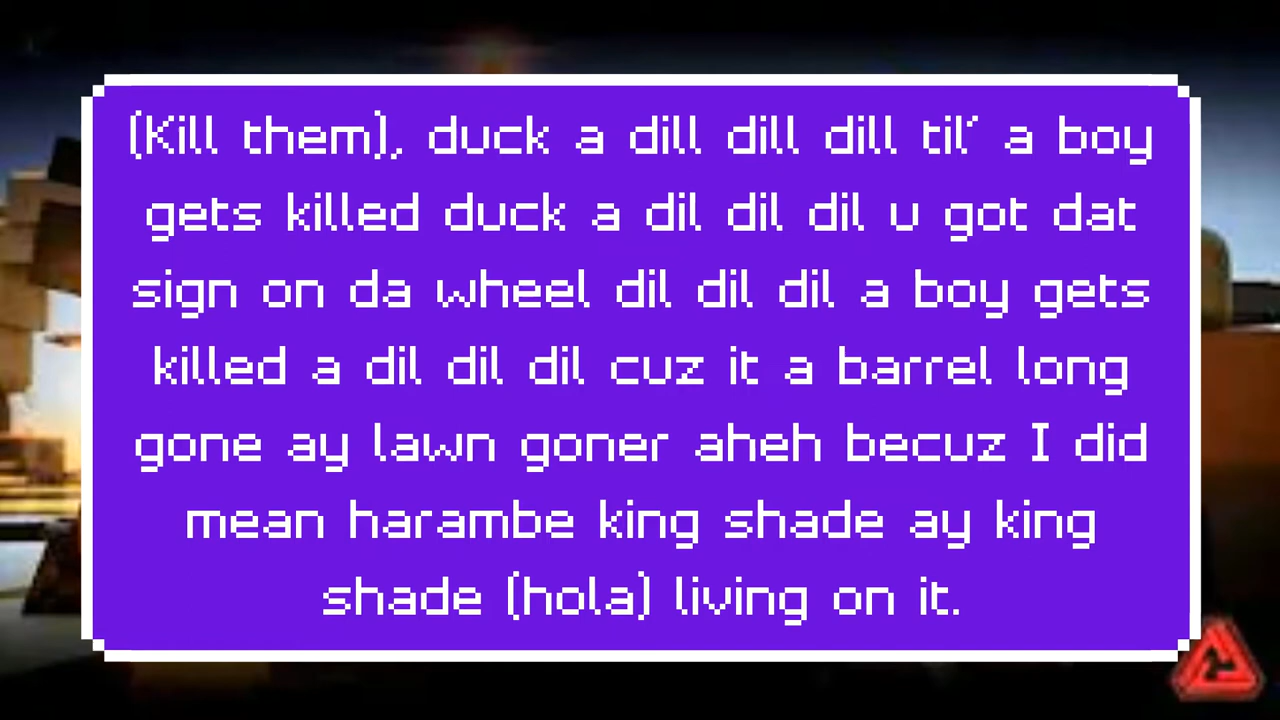 (Kill them), duck a dill dill dill til' a boy
gets killed duck a dil dil dil u got dat
sign on da wheel dil dil dil a boy gets
killed a dil dil dil cuz it a barrel long
gone ay lawn goner aheh becuz I did
mean harambe king shade ay king
shade (hola) living on it.